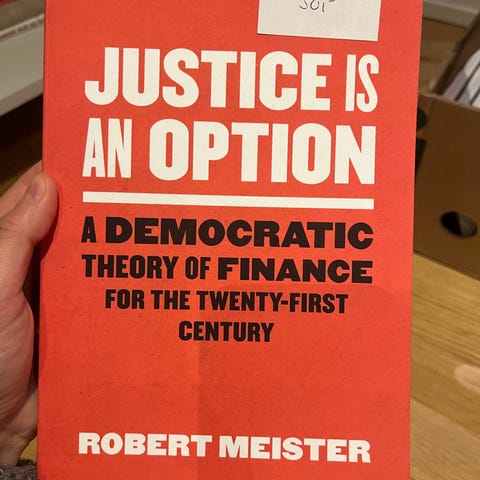 JUSTICE IS
AN OPTION
A DEMOCRATIC
THEORY OF FINANCE
FOR THE TWENTY-FIRST
CENTURY
ROBERT MEISTER